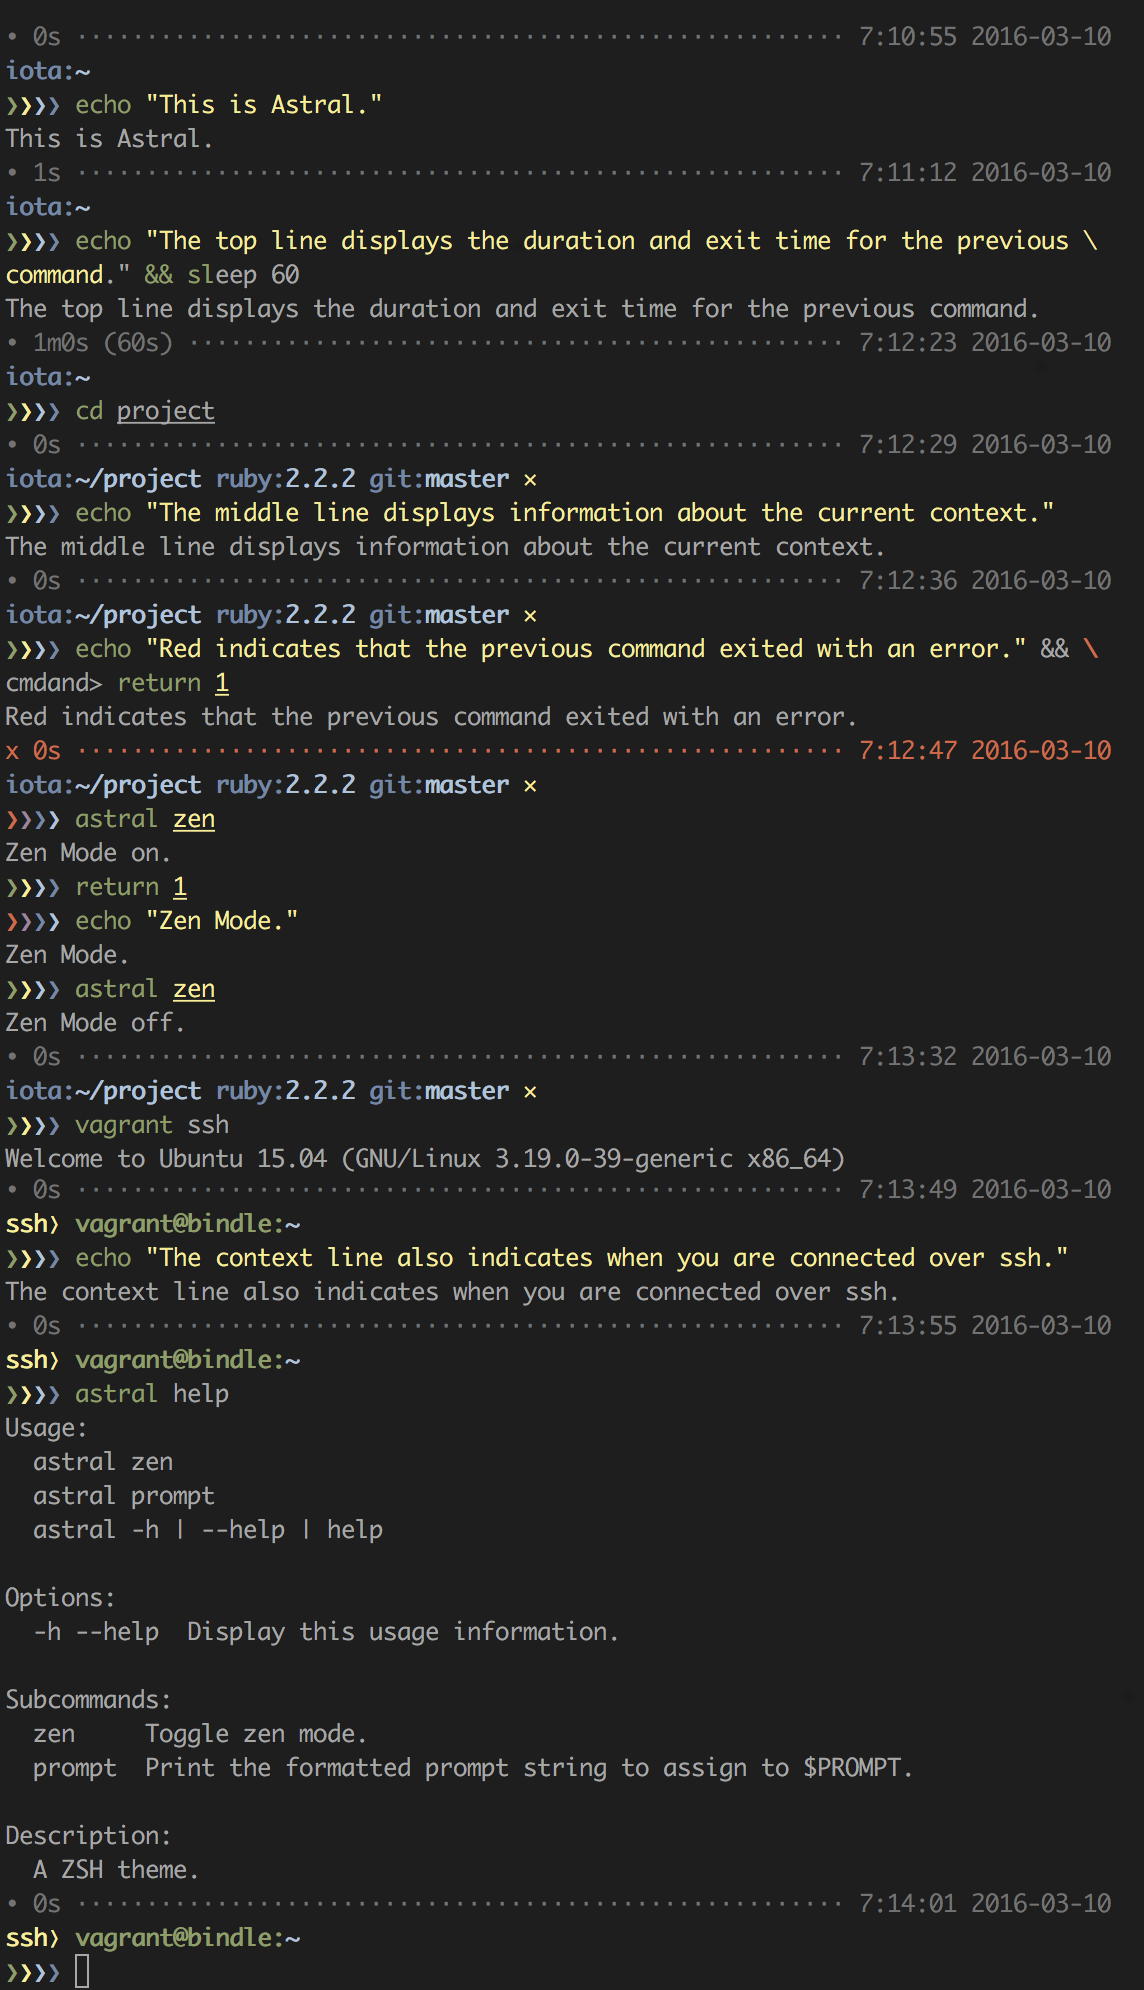 • 0s ······················································· 7:10:55 2016-03-10
iota:~
❯❯❯❯ echo "This is Astral."
This is Astral.
• 1s ······················································· 7:11:12 2016-03-10
iota:~
❯❯❯❯ echo "The top line displays the duration and exit time for the previous \
command." && sleep 60
The top line displays the duration and exit time for the previous command.
• 1m0s (60s) ··············································· 7:12:23 2016-03-10
iota:~
❯❯❯❯ cd project
• 0s ······················································· 7:12:29 2016-03-10
iota:~/project ruby:2.2.2 git:master ×
❯❯❯❯ echo "The middle line displays information about the current context."
The middle line displays information about the current context.
• 0s ······················································· 7:12:36 2016-03-10
iota:~/project ruby:2.2.2 git:master ×
❯❯❯❯ echo "Red indicates that the previous command exited with an error." && \
cmdand> return 1
Red indicates that the previous command exited with an error.
x 0s ······················································· 7:12:47 2016-03-10
iota:~/project ruby:2.2.2 git:master ×
❯❯❯❯ astral zen
Zen Mode on.
❯❯❯❯ return 1
❯❯❯❯ echo "Zen Mode."
Zen Mode.
❯❯❯❯ astral zen
Zen Mode off.
• 0s ······················································· 7:13:32 2016-03-10
iota:~/project ruby:2.2.2 git:master ×
❯❯❯❯ vagrant ssh
Welcome to Ubuntu 15.04 (GNU/Linux 3.19.0-39-generic x86_64)
• 0s ······················································· 7:13:49 2016-03-10
ssh❭ vagrant@bindle:~
❯❯❯❯ echo "The context line also indicates when you are connected over ssh."
The context line also indicates when you are connected over ssh.
• 0s ······················································· 7:13:55 2016-03-10
ssh❭ vagrant@bindle:~
❯❯❯❯ astral help
Usage:
  astral zen
  astral prompt
  astral -h | --help | help

Options:
  -h --help  Display this usage information.

Subcommands:
  zen     Toggle zen mode.
  prompt  Print the formatted prompt string to assign to $PROMPT.

Description:
  A ZSH theme.
• 0s ······················································· 7:14:01 2016-03-10
ssh❭ vagrant@bindle:~
❯❯❯❯